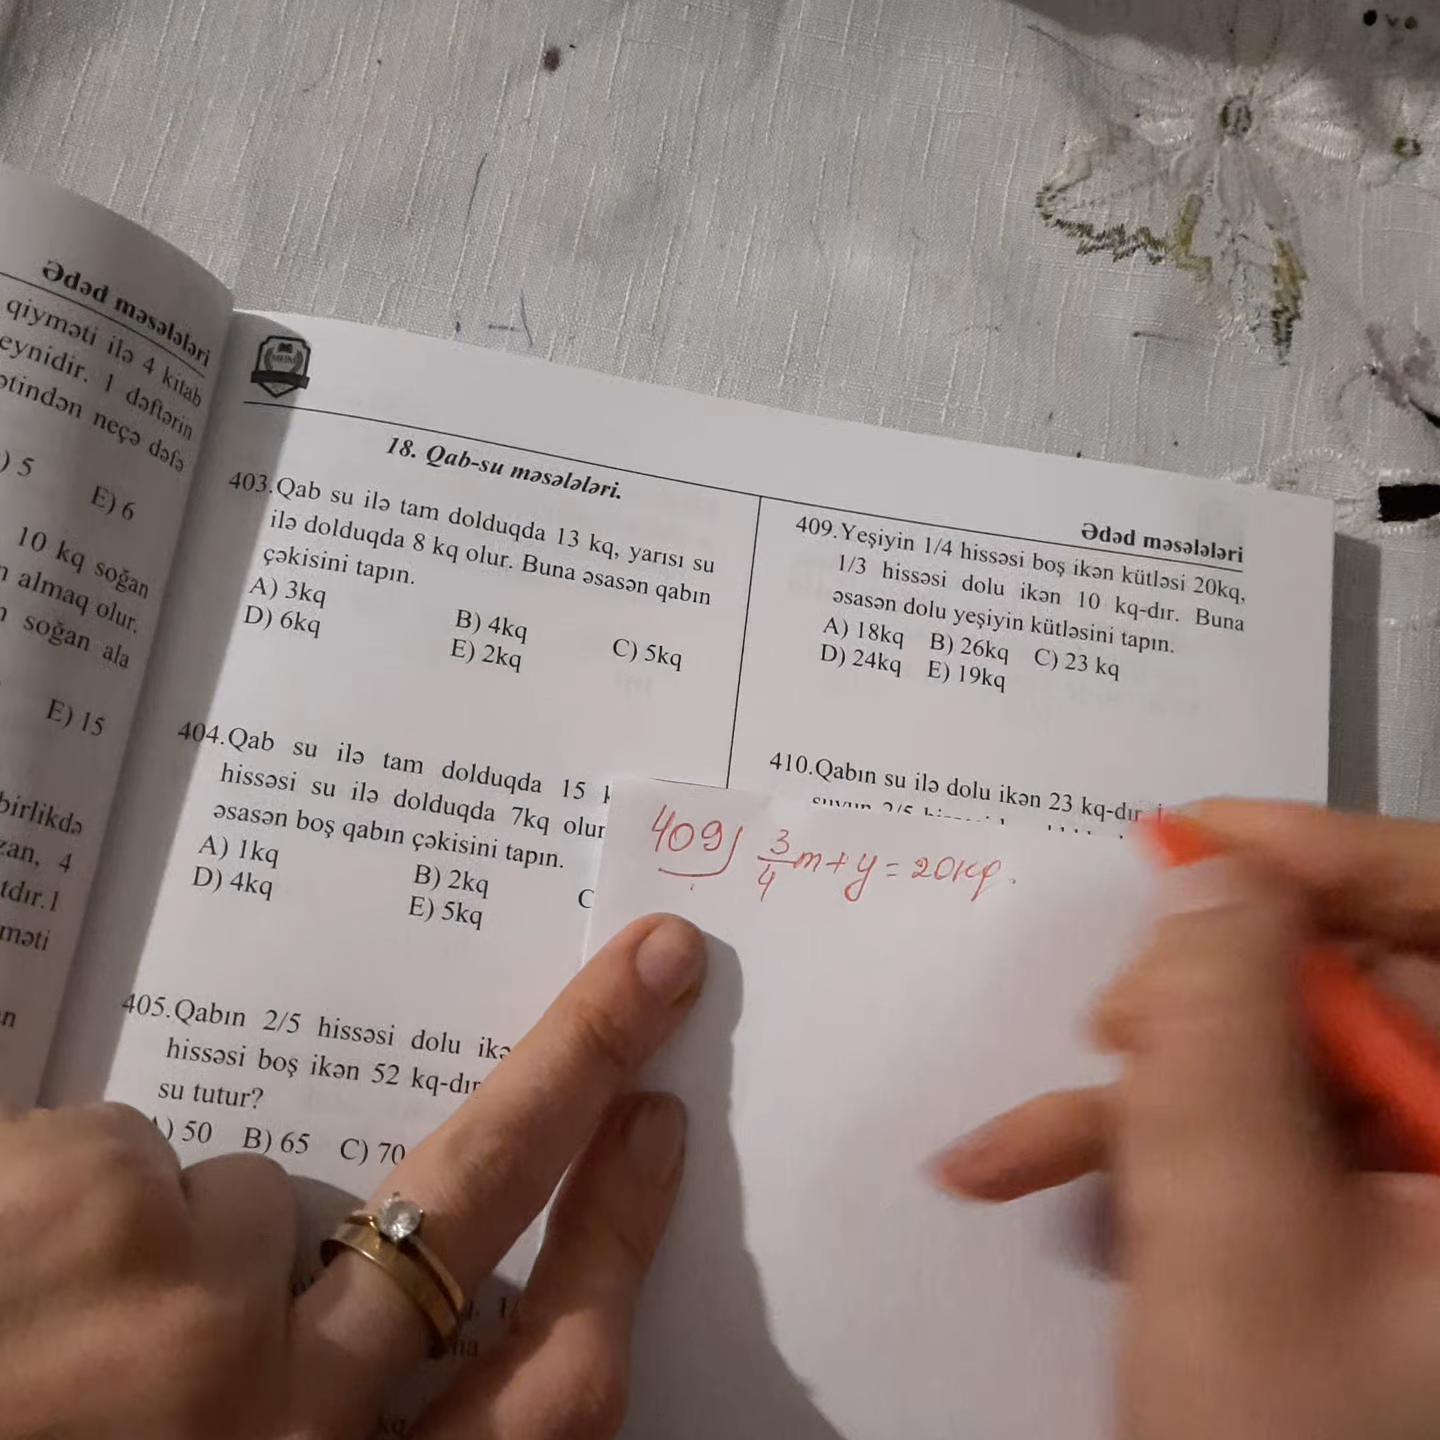 Ədəd məsələləri
qiyməti ilə 4 kitab
eynidir. 1 dəftərin
neçə dəfə
) 5
E) 6
10 kq soğan
almaq olur.
soğan ala
E) 15
birlikdə
4
tdır. 1
18. Qab-su məsələləri.
403. Qab su ilə tam dolduqda 13 kq, yarısı su
ilə dolduqda 8 kq olur. Buna əsasən qabın
çəkisini tapın.
A) 3kq B) 4kq C) 5kq
D) 6kq E) 2kq
404. Qab su ilə tam dolduqda 15
hissəsi su ilə dolduqda 7kq olur
əsasən boş qabın çəkisini tapın.
A) 1kq B) 2kq C
D) 4kq E) 5kq
405. Qabın 2/5 hissəsi dolu
hissəsi boş ikən 52 kq-dır
su tutur?
) 50 B) 65 C) 70
Ədəd məsələləri
409. Yeşiyin 1/4 hissəsi boş ikən kütləsi 20kq,
1/3 hissəsi dolu ikən 10 kq-dır. Buna
əsasən dolu yeşiyin kütləsini tapın.
A) 18kq B) 26kq C) 23 kq
D) 24kq E) 19kq
410. Qabın su ilə dolu ikən 23 kq-dır.
409) 3/4 m + y = 20kq.